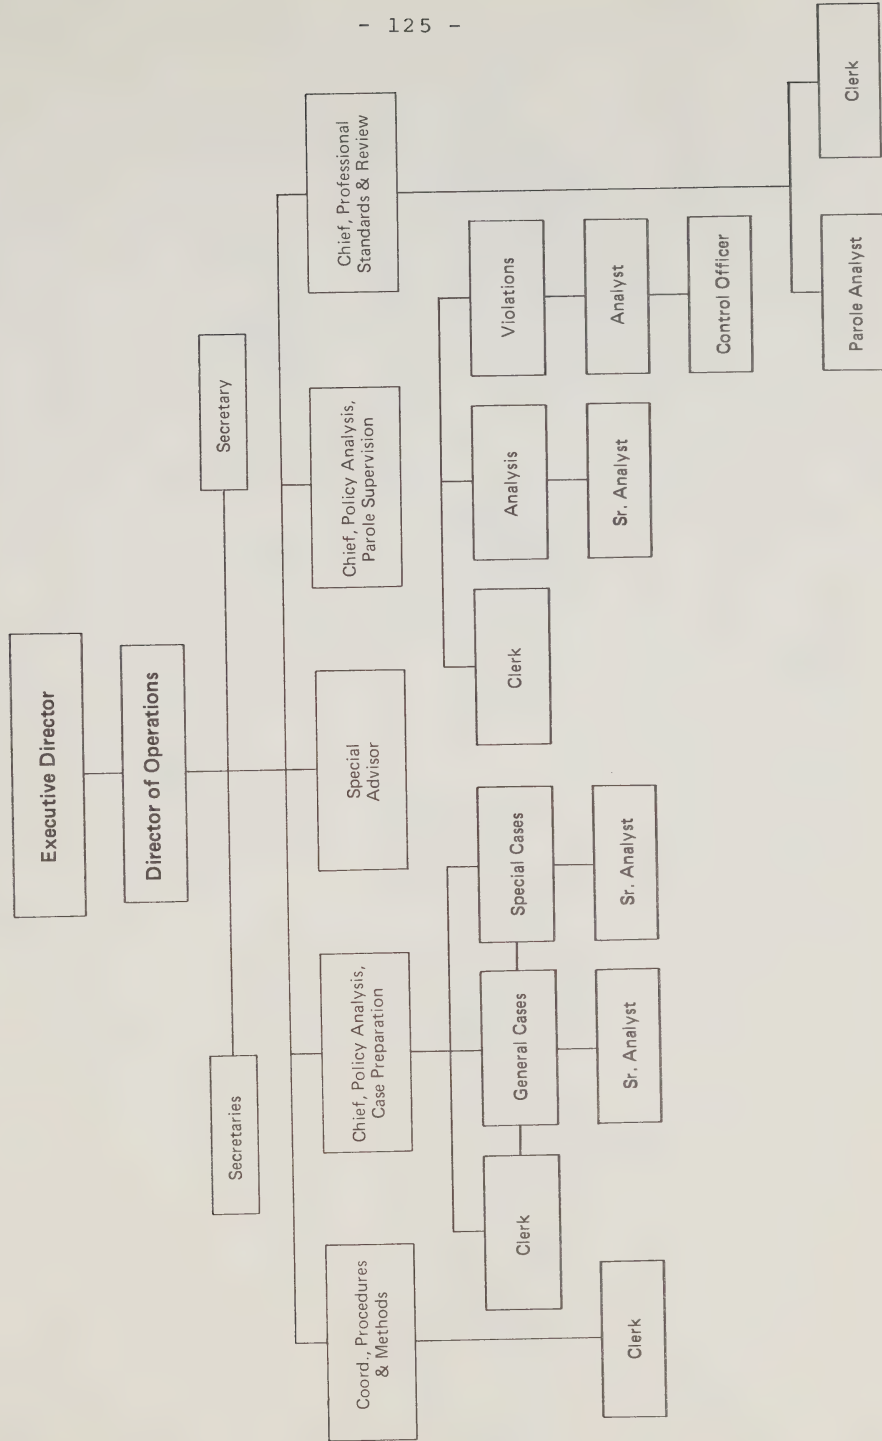 - 125 -
Executive Director
Director of Operations
Secretaries
Secretary
Coord., Procedures
& Methods
Chief, Policy Analysis,
Case Preparation
Special
Advisor
Chief, Policy Analysis,
Parole Supervision
Chief, Professional
Standards & Review
Clerk
General Cases
Special Cases
Clerk
Analysis
Violations
Clerk
Sr. Analyst
Sr. Analyst
Sr. Analyst
Analyst
Control Officer
Parole Analyst
Clerk